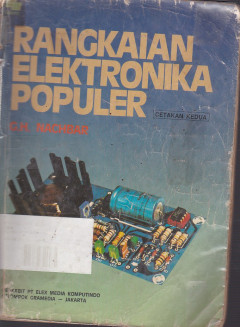 RANGKAIAN
ELEKTRONIKA
POPULER
CETAKAN KEDUA
PT ELEX MEDIA KOMPUTINDO
GRAMEDIA – JAKARTA